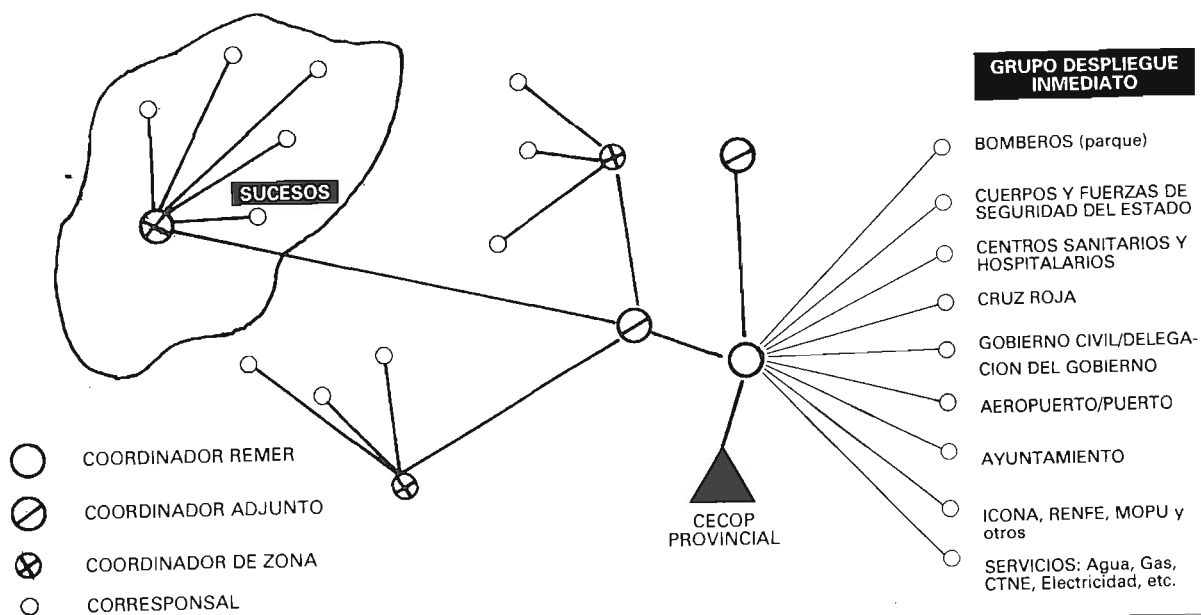 GRUPO DESPLIEGUE
INMEDIATO
BOMBEROS (parque)
CUERPOS Y FUERZAS DE
SEGURIDAD DEL ESTADO
CENTROS SANITARIOS Y
HOSPITALARIOS
CRUZ ROJA
GOBIERNO CIVIL/DELEGA-
CION DEL GOBIERNO
AEROPUERTO/PUERTO
AYUNTAMIENTO
ICONA, RENFE, MOPU y
otros
SERVICIOS: Agua, Gas,
CTNE, Electricidad, etc.
SUCESOS
CECOP
PROVINCIAL
COORDINADOR REMER
COORDINADOR ADJUNTO
COORDINADOR DE ZONA
CORRESPONSAL